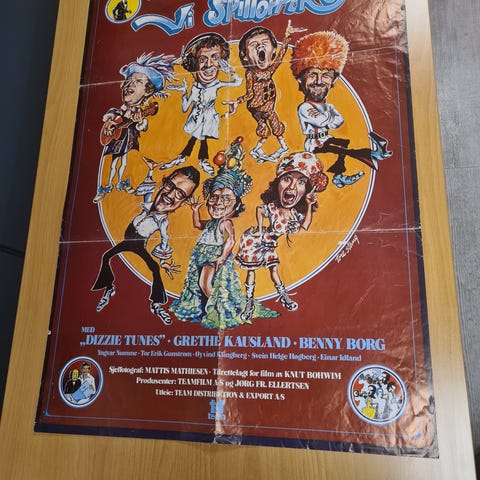 Vi SPILLOPPER
MED
„DIZZIE TUNES” · GRETHE KAUSLAND · BENNY BORG
Yngvar Numme · Tor Erik Gunstrøm · Øyvind Klingberg · Svein Helge Høgberg · Einar Idland
Sjeffotograf: MATTIS MATHIESEN · Tilrettelagt for film av KNUT BOHWIM
Produsenter: TEAMFILM A/S og JØRG FR. ELLERTSEN
Utleie: TEAM DISTRIBUTION & EXPORT A/S